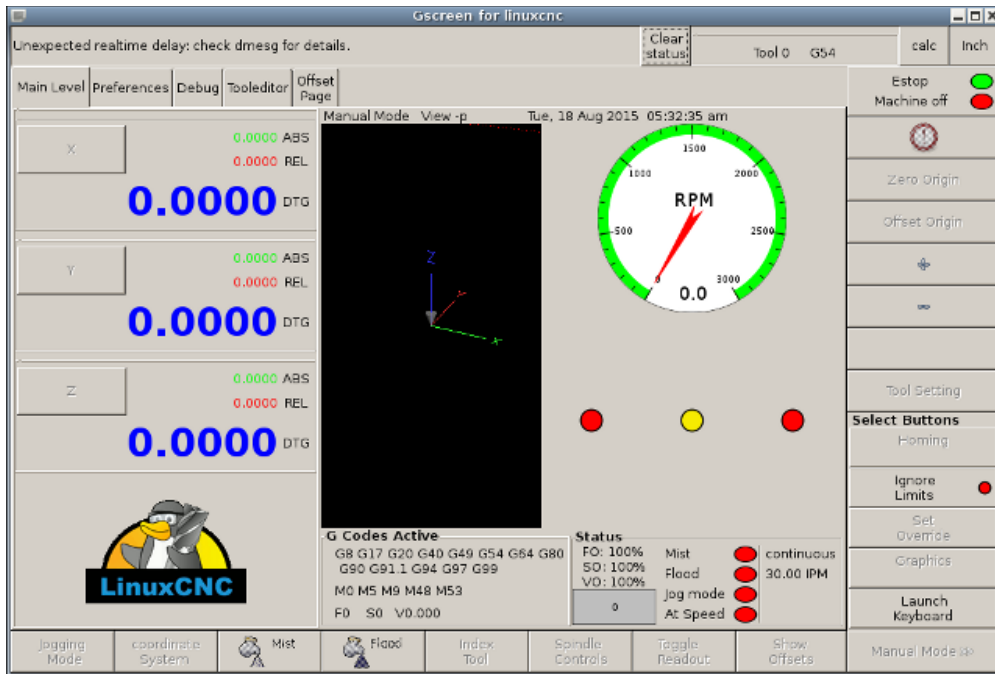 Gscreen for linuxcnc
Unexpected realtime delay: check dmesg for details.
Clear
status
Tool 0 G54
calc
Inch
Main Level
Preferences
Debug
Tooleditor
Offset
Page
Estop
Machine off
Manual Mode View -p Tue, 18 Aug 2015 05:32:35 am
X
0.0000 ABS
0.0000 REL
0.0000 DTG
Y
0.0000 ABS
0.0000 REL
0.0000 DTG
Z
0.0000 ABS
0.0000 REL
0.0000 DTG
LinuxCNC
Z
Y
X
RPM
0
500
1000
1500
2000
2500
3000
0.0
Zero Origin
Offset Origin
Tool Setting
Select Buttons
Homing
Ignore
Limits
Set
Override
Graphics
Launch
Keyboard
Manual Mode >>
G Codes Active
G8 G17 G20 G40 G49 G54 G64 G80
G90 G91.1 G94 G97 G99
M0 M5 M9 M48 M53
F0 S0 V0.000
Status
FO: 100%
SO: 100%
VO: 100%
0
Mist
Flood
Jog mode
At Speed
continuous
30.00 IPM
Jogging
Mode
coordinate
System
Mist
Flood
Index
Tool
Spindle
Controls
Toggle
Readout
Show
Offsets